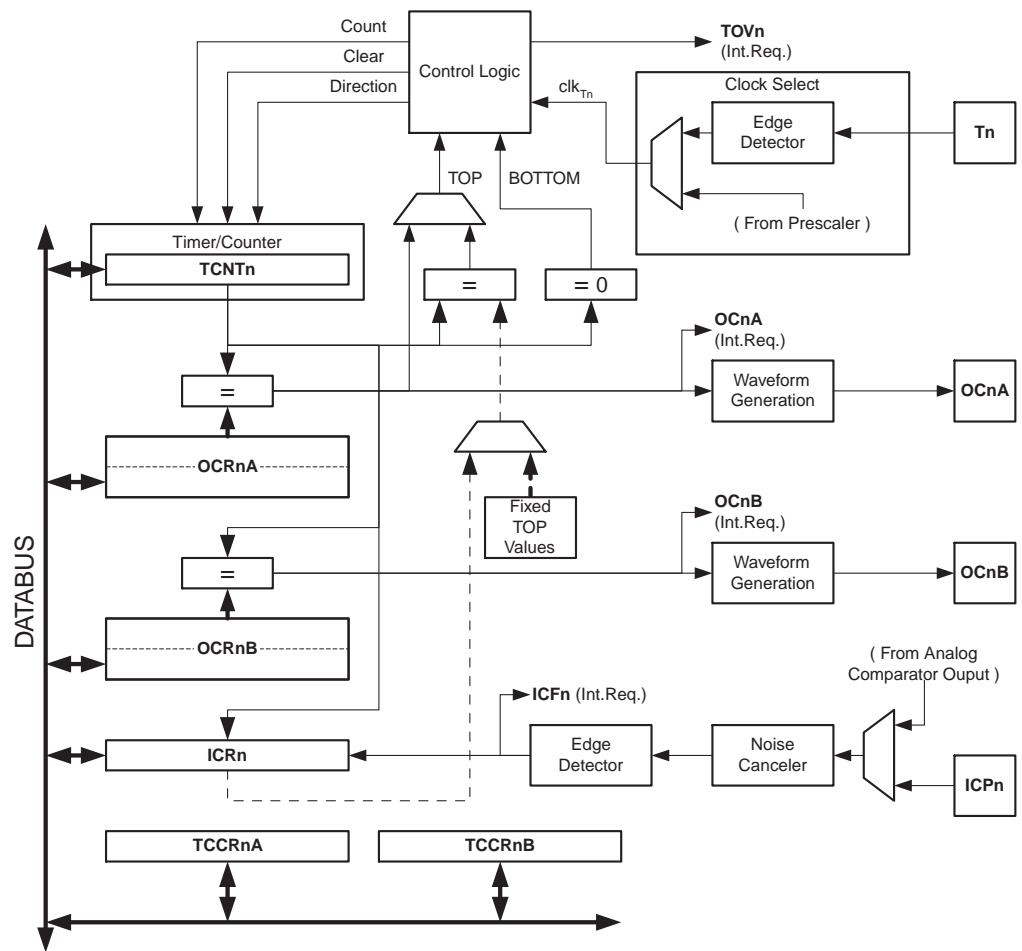 Count
Clear
Direction
Control Logic
TOVn
(Int.Req.)
clkTn
Clock Select
Edge
Detector
Tn
( From Prescaler )
TOP
BOTTOM
Timer/Counter
TCNTn
=
= 0
OCnA
(Int.Req.)
=
Waveform
Generation
OCnA
OCRnA
Fixed
TOP
Values
OCnB
(Int.Req.)
=
Waveform
Generation
OCnB
DATABUS
OCRnB
( From Analog
Comparator Ouput )
ICFn (Int.Req.)
ICRn
Edge
Detector
Noise
Canceler
ICPn
TCCRnA
TCCRnB